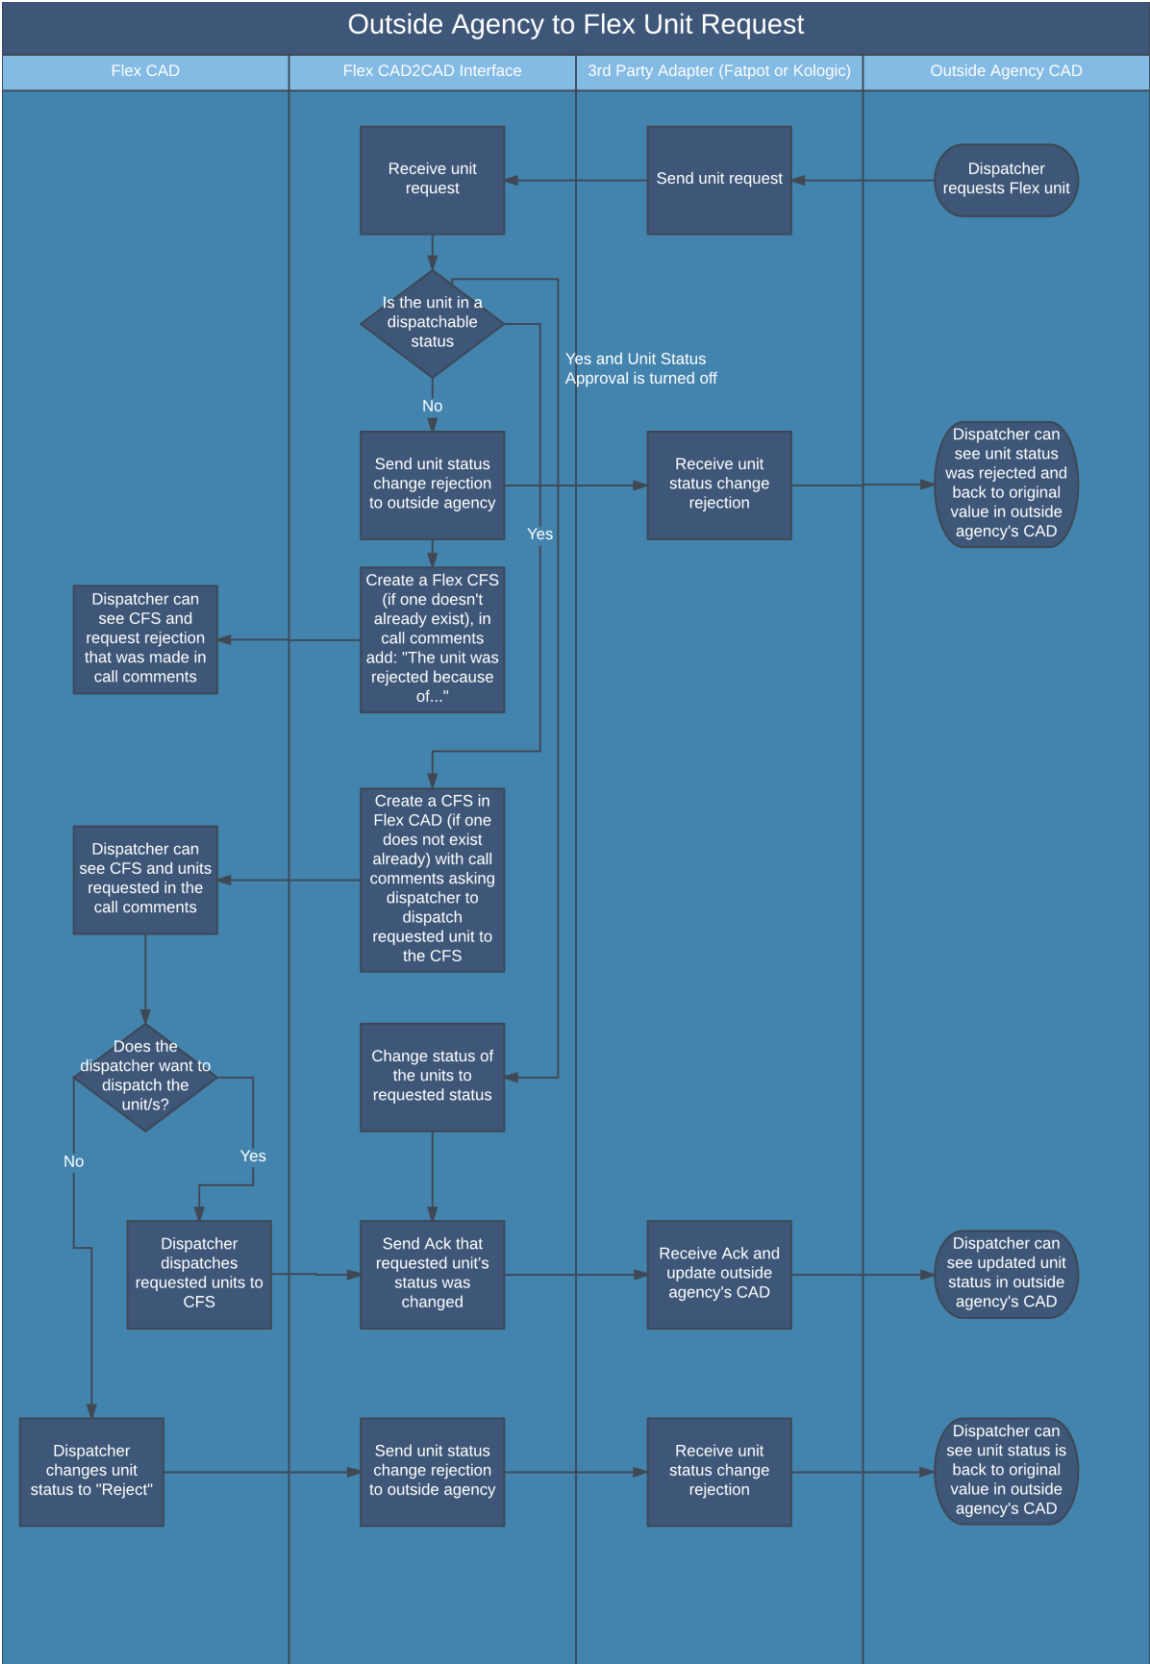 Outside Agency to Flex Unit Request
Flex CAD
Flex CAD2CAD Interface
3rd Party Adapter (Fatpot or Kologic)
Outside Agency CAD
Receive unit
request
Send unit request
Dispatcher
requests Flex unit
Is the unit in a
dispatchable
status
Yes and Unit Status
Approval is turned off
No
Send unit status
change rejection
to outside agency
Receive unit
status change
rejection
Dispatcher can
see unit status
was rejected and
back to original
value in outside
agency's CAD
Yes
Create a Flex CFS
(if one doesn't
already exist), in
call comments
add: "The unit was
rejected because
of..."
Dispatcher can
see CFS and
request rejection
that was made in
call comments
Create a CFS in
Flex CAD (if one
does not exist
already) with call
comments asking
dispatcher to
dispatch
requested unit to
the CFS
Dispatcher can
see CFS and units
requested in the
call comments
Does the
dispatcher want to
dispatch the
unit/s?
Change status of
the units to
requested status
No
Yes
Dispatcher
dispatches
requested units to
CFS
Send Ack that
requested unit's
status was
changed
Receive Ack and
update outside
agency's CAD
Dispatcher can
see updated unit
status in outside
agency's CAD
Dispatcher
changes unit
status to "Reject"
Send unit status
change rejection
to outside agency
Receive unit
status change
rejection
Dispatcher can
see unit status is
back to original
value in outside
agency's CAD